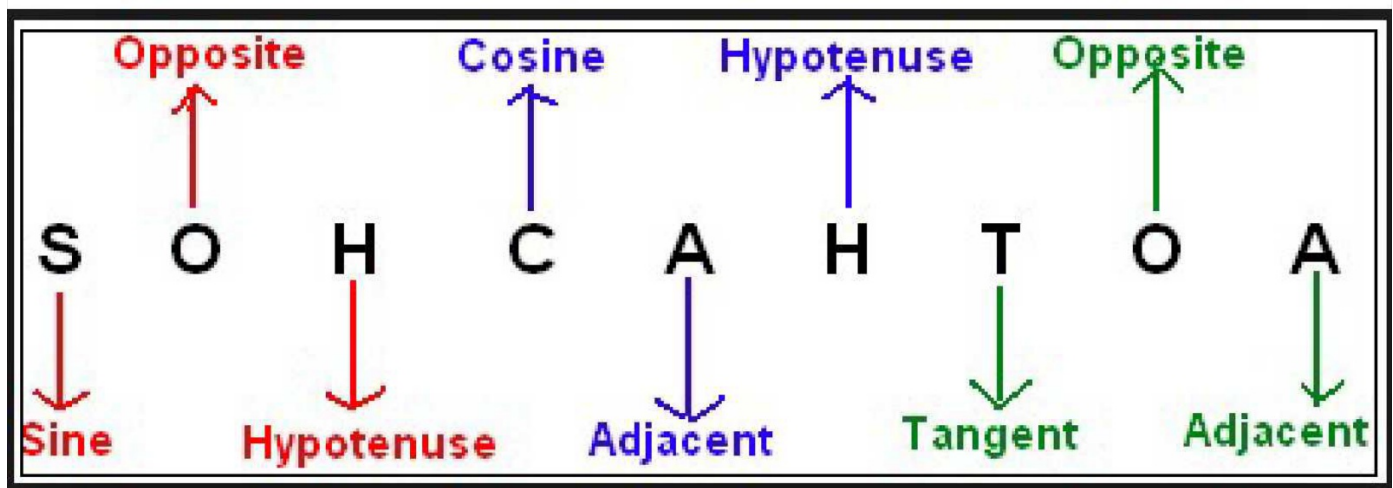 Opposite Cosine Hypotenuse Opposite
S O H C A H T O A
Sine Hypotenuse Adjacent Tangent Adjacent